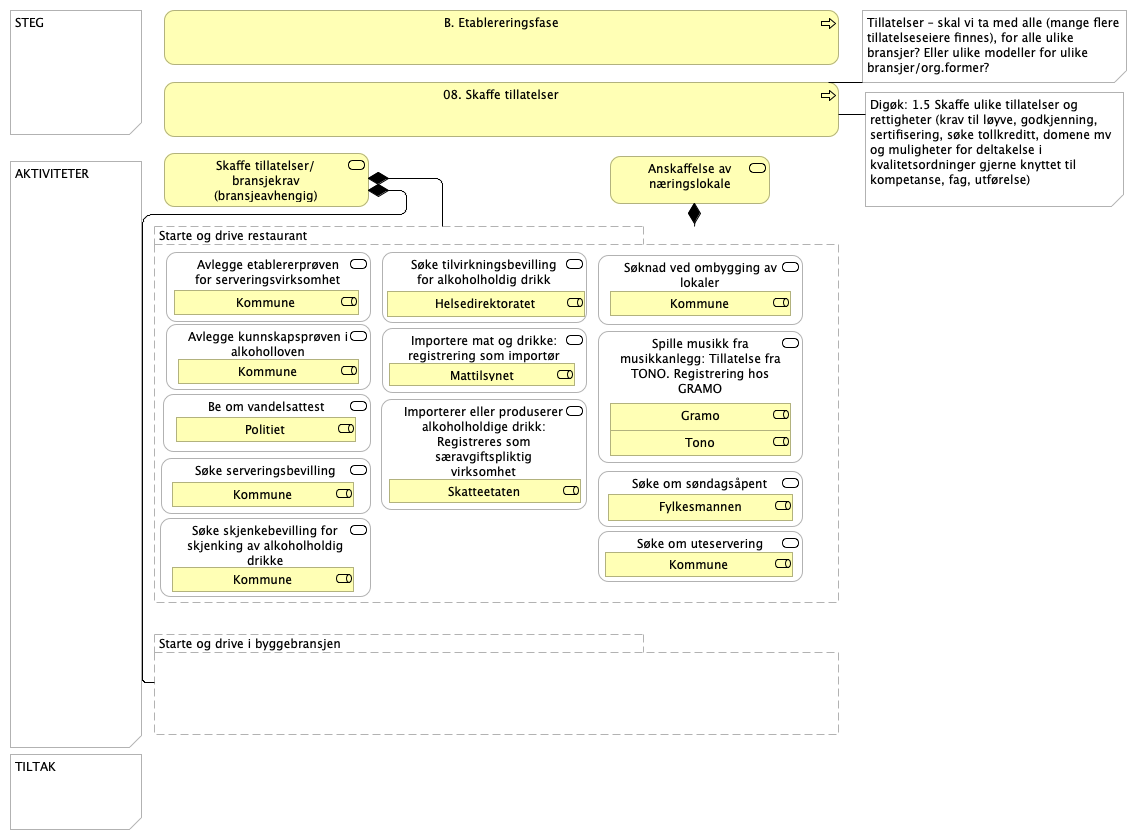 STEG
B. Etablereringsfase
Tillatelser – skal vi ta med alle (mange flere
tillatelseseiere finnes), for alle ulike
bransjer? Eller ulike modeller for ulike
bransjer/org.former?
08. Skaffe tillatelser
Digøk: 1.5 Skaffe ulike tillatelser og
rettigheter (krav til løyve, godkjenning,
sertifisering, søke tollkreditt, domene mv
og muligheter for deltakelse i
kvalitetsordninger gjerne knyttet til
kompetanse, fag, utførelse)
AKTIVITETER
Skaffe tillatelser/
bransjekrav
(bransjeavhengig)
Anskaffelse av
næringslokale
Starte og drive restaurant
Avlegge etablererprøven
for serveringsvirksomhet
Kommune
Avlegge kunnskapsprøven i
alkoholloven
Kommune
Be om vandelsattest
Politiet
Søke serveringsbevilling
Kommune
Søke skjenkebevilling for
skjenking av alkoholholdig
drikke
Kommune
Søke tilvirkningsbevilling
for alkoholholdig drikk
Helsedirektoratet
Importere mat og drikke:
registrering som importør
Mattilsynet
Importerer eller produserer
alkoholholdige drikk:
Registreres som
særavgiftspliktig
virksomhet
Skatteetaten
Søknad ved ombygging av
lokaler
Kommune
Spille musikk fra
musikkanlegg: Tillatelse fra
TONO. Registrering hos
GRAMO
Gramo
Tono
Søke om søndagsåpent
Fylkesmannen
Søke om uteservering
Kommune
Starte og drive i byggebransjen
TILTAK